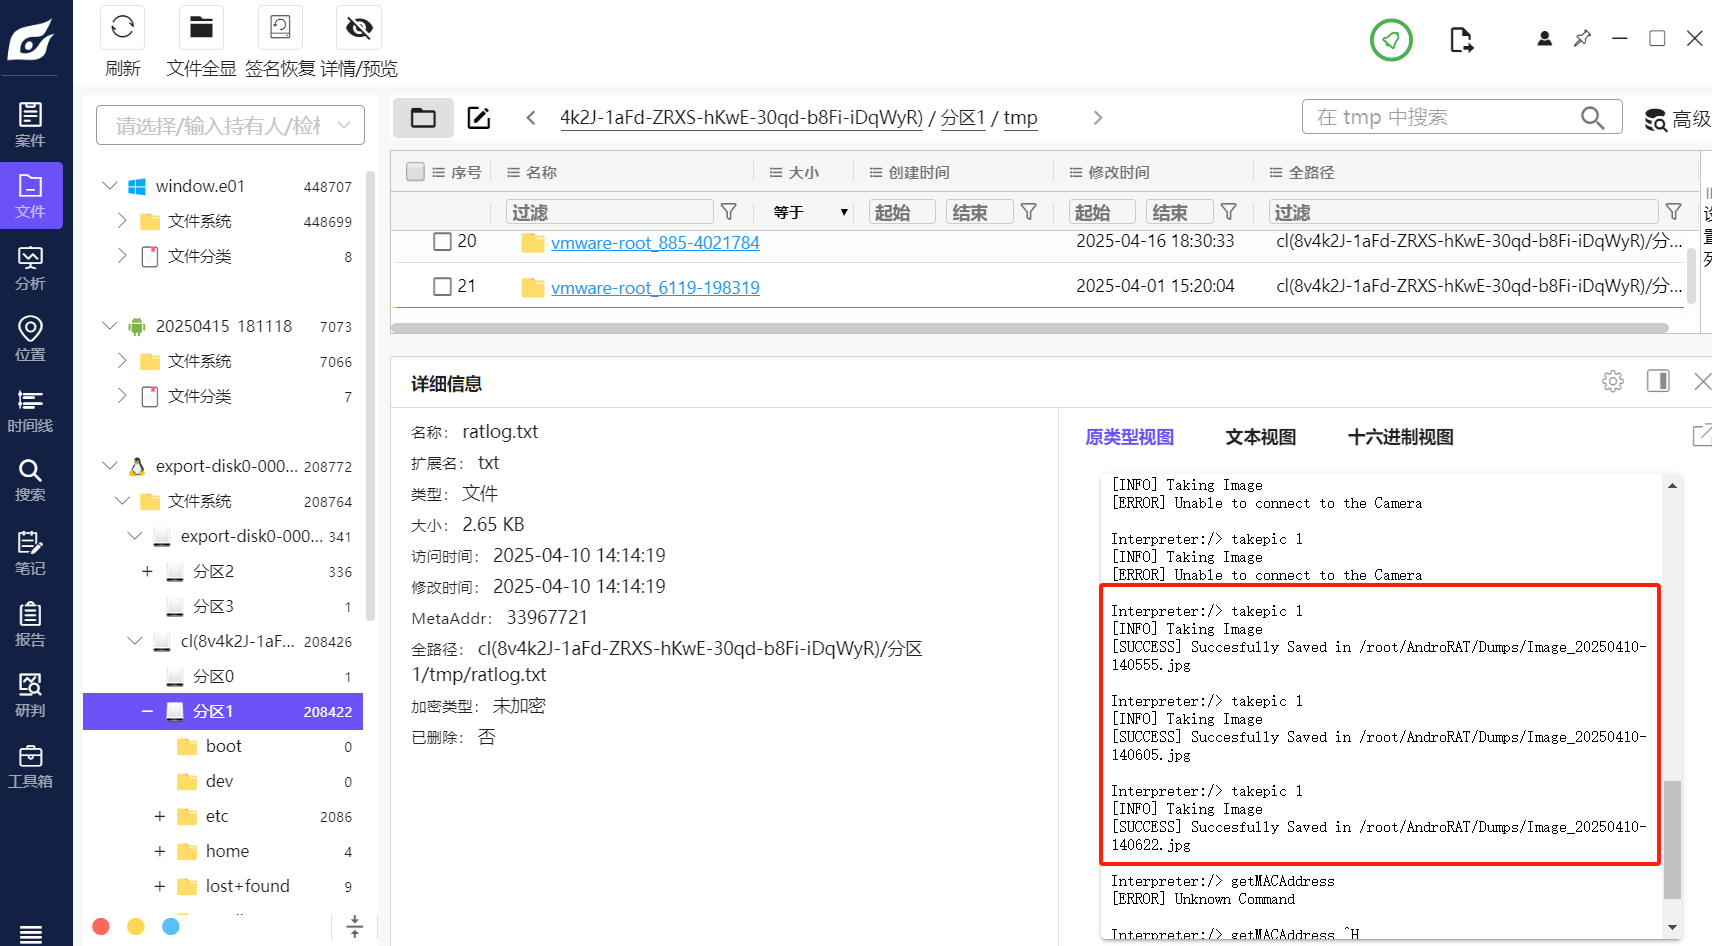 刷新
文件全显
签名恢复
详情/预览
案件
文件
分析
位置
时间线
搜索
笔记
报告
研判
工具箱
window.e01 448707
文件系统 448699
文件分类 8
20250415 181118 7073
文件系统 7066
文件分类 7
export-disk0-000... 208772
文件系统 208764
export-disk0-000... 341
分区2 336
分区3 1
cl(8v4k2J-1aF... 208426
分区0 1
分区1 208422
boot 0
dev 0
etc 2086
home 4
lost+found 9
4k2J-1aFd-ZRXS-hKwE-30qd-b8Fi-iDqWyR) / 分区1 / tmp
在 tmp 中搜索
高级
序号 名称 大小 创建时间 修改时间 全路径
过滤 等于 起始 结束 起始 结束 过滤
20 vmware-root_885-4021784 2025-04-16 18:30:33 cl(8v4k2J-1aFd-ZRXS-hKwE-30qd-b8Fi-iDqWyR)/分...
21 vmware-root_6119-198319 2025-04-01 15:20:04 cl(8v4k2J-1aFd-ZRXS-hKwE-30qd-b8Fi-iDqWyR)/分...
详细信息
名称: ratlog.txt
扩展名: txt
类型: 文件
大小: 2.65 KB
访问时间: 2025-04-10 14:14:19
修改时间: 2025-04-10 14:14:19
MetaAddr: 33967721
全路径: cl(8v4k2J-1aFd-ZRXS-hKwE-30qd-b8Fi-iDqWyR)/分区
1/tmp/ratlog.txt
加密类型: 未加密
已删除: 否
原类型视图 文本视图 十六进制视图
[INFO] Taking Image
[ERROR] Unable to connect to the Camera
Interpreter:/> takepic 1
[INFO] Taking Image
[ERROR] Unable to connect to the Camera
Interpreter:/> takepic 1
[INFO] Taking Image
[SUCCESS] Succesfully Saved in /root/AndroRAT/Dumps/Image_20250410-
140555.jpg
Interpreter:/> takepic 1
[INFO] Taking Image
[SUCCESS] Succesfully Saved in /root/AndroRAT/Dumps/Image_20250410-
140605.jpg
Interpreter:/> takepic 1
[INFO] Taking Image
[SUCCESS] Succesfully Saved in /root/AndroRAT/Dumps/Image_20250410-
140622.jpg
Interpreter:/> getMACAddress
[ERROR] Unknown Command
Interpreter:/> getMACAddress ^H